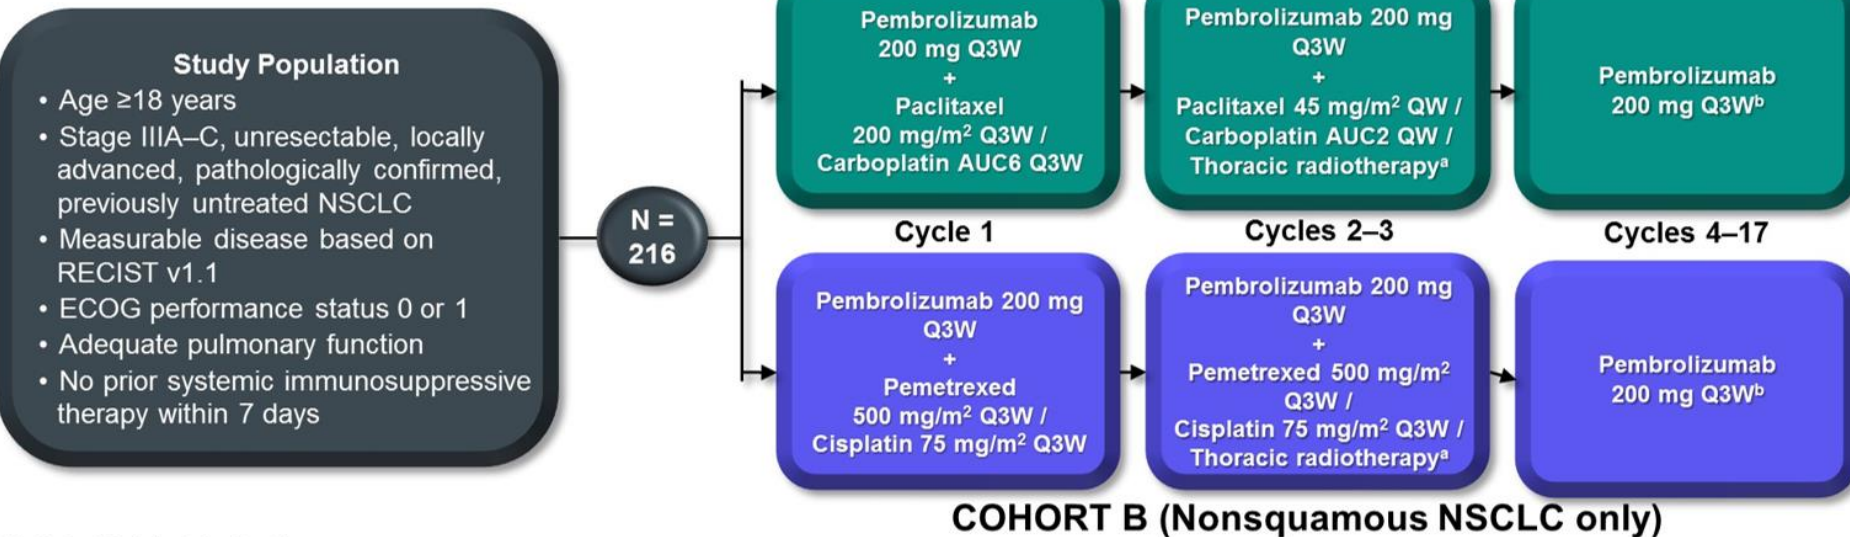 Study Population
• Age ≥18 years
• Stage IIIA–C, unresectable, locally
advanced, pathologically confirmed,
previously untreated NSCLC
• Measurable disease based on
RECIST v1.1
• ECOG performance status 0 or 1
• Adequate pulmonary function
• No prior systemic immunosuppressive
therapy within 7 days
N =
216
Pembrolizumab
200 mg Q3W
+
Paclitaxel
200 mg/m² Q3W /
Carboplatin AUC6 Q3W
Pembrolizumab 200 mg
Q3W
+
Paclitaxel 45 mg/m² QW /
Carboplatin AUC2 QW /
Thoracic radiotherapyᵃ
Pembrolizumab
200 mg Q3Wᵇ
Cycle 1
Cycles 2–3
Cycles 4–17
Pembrolizumab 200 mg
Q3W
+
Pemetrexed
500 mg/m² Q3W /
Cisplatin 75 mg/m² Q3W
Pembrolizumab 200 mg
Q3W
+
Pemetrexed 500 mg/m²
Q3W /
Cisplatin 75 mg/m² Q3W /
Thoracic radiotherapyᵃ
Pembrolizumab
200 mg Q3Wᵇ
COHORT B (Nonsquamous NSCLC only)